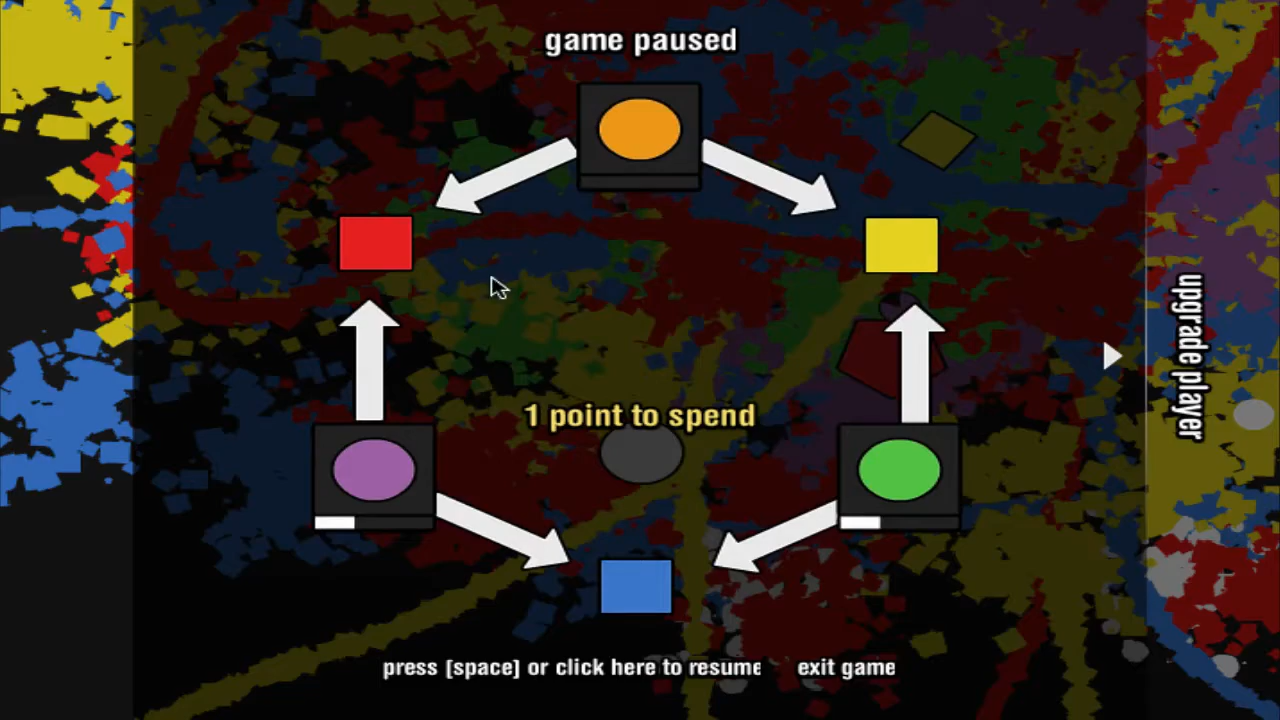 game paused
upgrade player
1 point to spend
press [space] or click here to resume
exit game